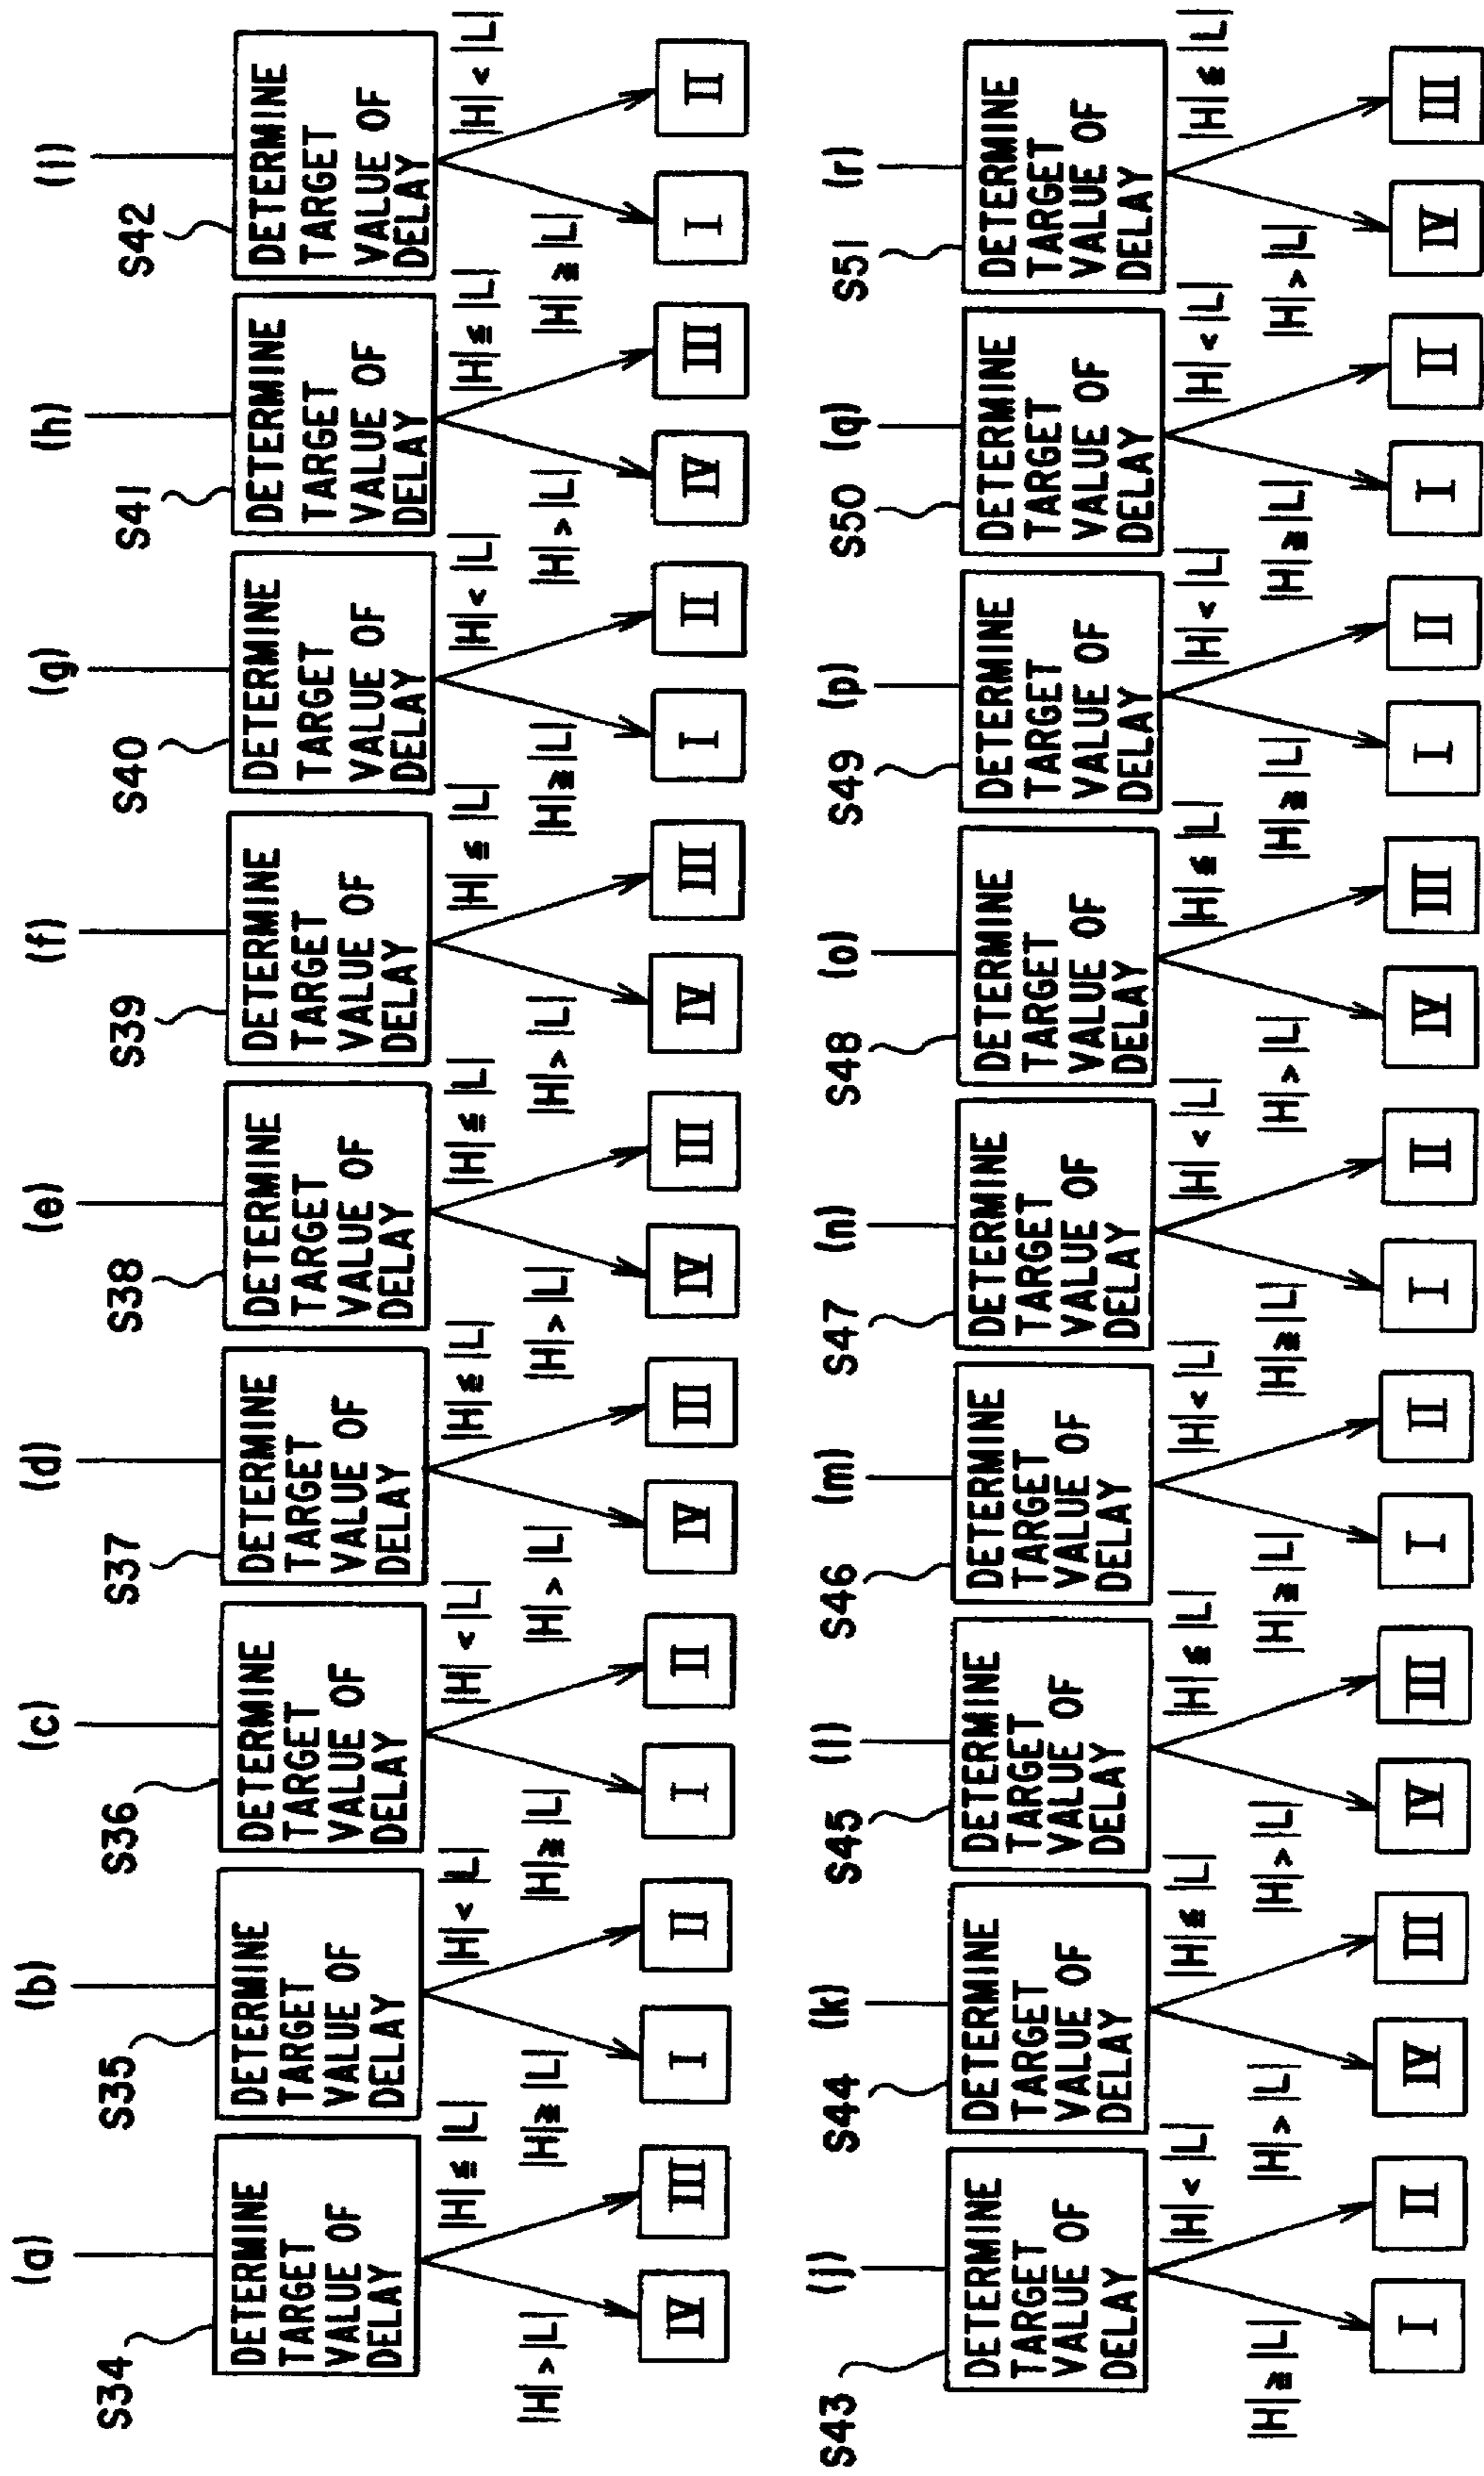 (a)
S34
DETERMINE
TARGET
VALUE OF
DELAY
|H|>|L|
|H|≦|L|
IV
III
(b)
S35
DETERMINE
TARGET
VALUE OF
DELAY
|H|≧|L|
|H|<|L|
I
II
(c)
S36
DETERMINE
TARGET
VALUE OF
DELAY
|H|≧|L|
|H|<|L|
I
II
(d)
S37
DETERMINE
TARGET
VALUE OF
DELAY
|H|>|L|
|H|≦|L|
IV
III
(e)
S38
DETERMINE
TARGET
VALUE OF
DELAY
|H|>|L|
|H|≦|L|
IV
III
(f)
S39
DETERMINE
TARGET
VALUE OF
DELAY
|H|>|L|
|H|≦|L|
IV
III
(g)
S40
DETERMINE
TARGET
VALUE OF
DELAY
|H|≧|L|
|H|<|L|
I
II
(h)
S41
DETERMINE
TARGET
VALUE OF
DELAY
|H|>|L|
|H|≦|L|
IV
III
(i)
S42
DETERMINE
TARGET
VALUE OF
DELAY
|H|≧|L|
|H|<|L|
I
II
(j)
S43
DETERMINE
TARGET
VALUE OF
DELAY
|H|≧|L|
|H|<|L|
I
II
(k)
S44
DETERMINE
TARGET
VALUE OF
DELAY
|H|>|L|
|H|≦|L|
IV
III
(l)
S45
DETERMINE
TARGET
VALUE OF
DELAY
|H|>|L|
|H|≦|L|
IV
III
(m)
S46
DETERMINE
TARGET
VALUE OF
DELAY
|H|≧|L|
|H|<|L|
I
II
(n)
S47
DETERMINE
TARGET
VALUE OF
DELAY
|H|≧|L|
|H|<|L|
I
II
(o)
S48
DETERMINE
TARGET
VALUE OF
DELAY
|H|>|L|
|H|≦|L|
IV
III
(p)
S49
DETERMINE
TARGET
VALUE OF
DELAY
|H|≧|L|
|H|<|L|
I
II
(q)
S50
DETERMINE
TARGET
VALUE OF
DELAY
|H|≧|L|
|H|<|L|
I
II
(r)
S51
DETERMINE
TARGET
VALUE OF
DELAY
|H|>|L|
|H|≦|L|
IV
III